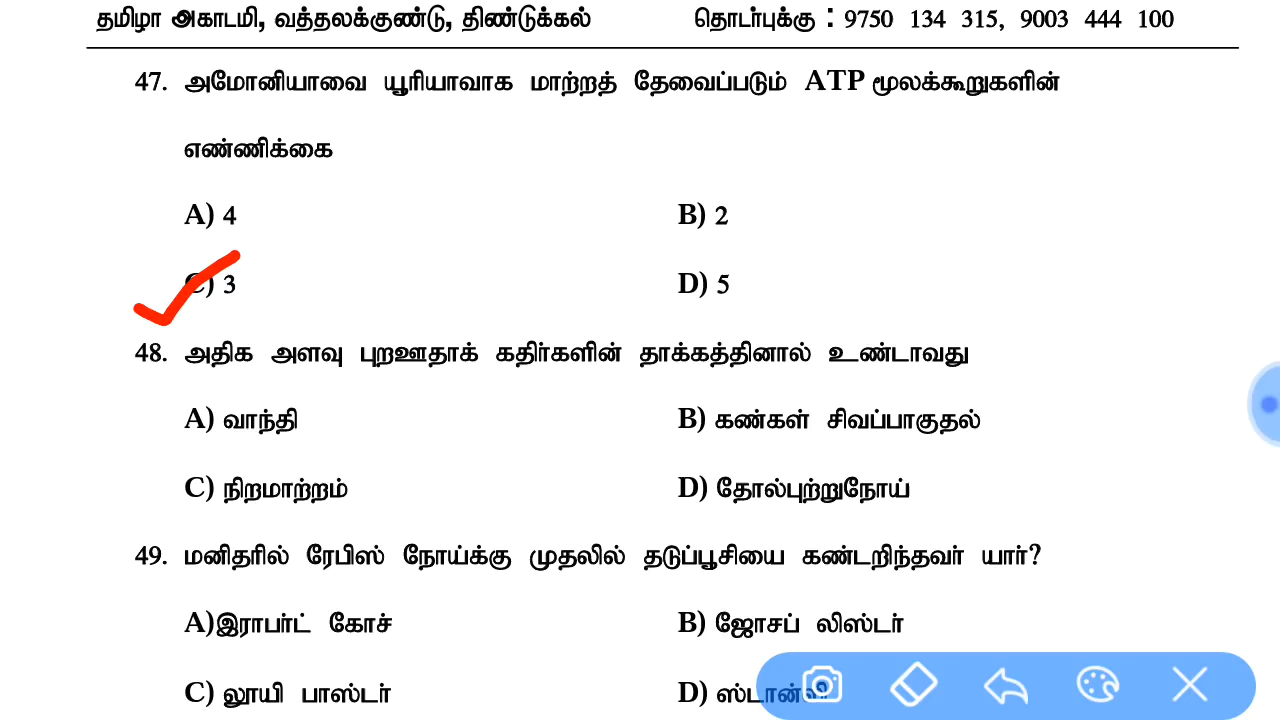 தமிழா அகாடமி, வத்தலக்குண்டு, திண்டுக்கல் தொடர்புக்கு : 9750 134 315, 9003 444 100
47. அமோனியாவை யூரியாவாக மாற்றத் தேவைப்படும் ATP மூலக்கூறுகளின்
எண்ணிக்கை
A) 4 B) 2
C) 3 D) 5
48. அதிக அளவு புறஊதாக் கதிர்களின் தாக்கத்தினால் உண்டாவது
A) வாந்தி B) கண்கள் சிவப்பாகுதல்
C) நிறமாற்றம் D) தோல்புற்றுநோய்
49. மனிதரில் ரேபிஸ் நோய்க்கு முதலில் தடுப்பூசியை கண்டறிந்தவர் யார்?
A)இராபர்ட் கோச் B) ஜோசப் லிஸ்டர்
C) லூயி பாஸ்டர் D) ஸ்டான்லி